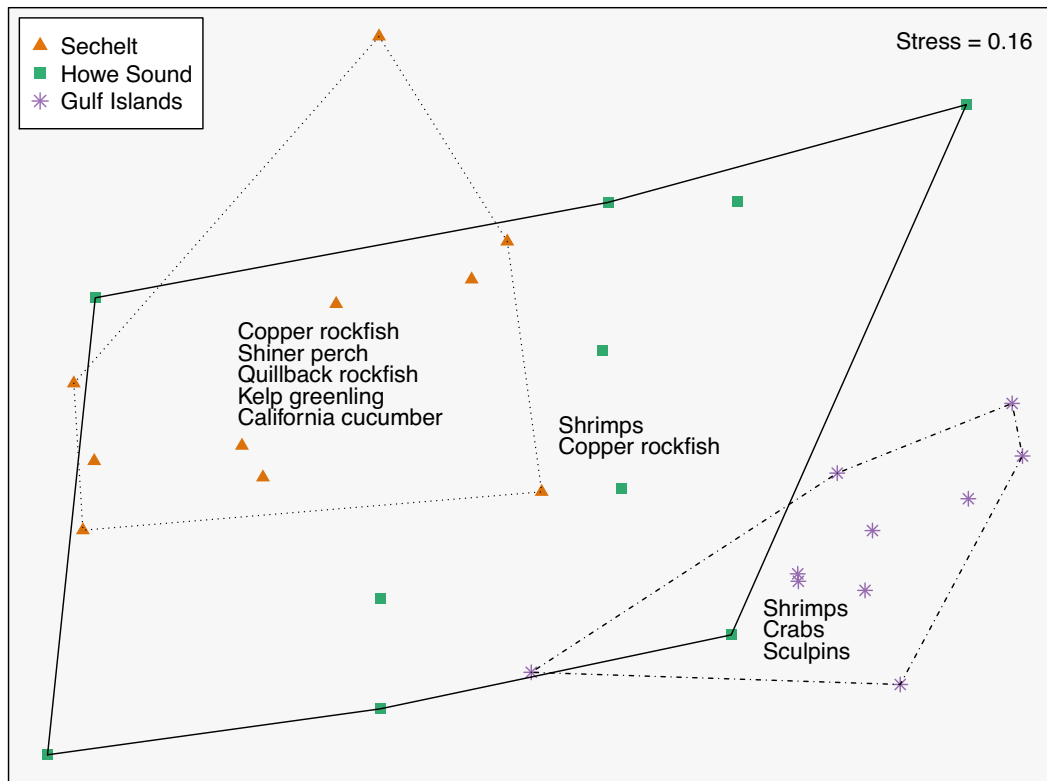 Sechelt
Howe Sound
Gulf Islands
Stress = 0.16
Copper rockfish
Shiner perch
Quillback rockfish
Kelp greenling
California cucumber
Shrimps
Copper rockfish
Shrimps
Crabs
Sculpins